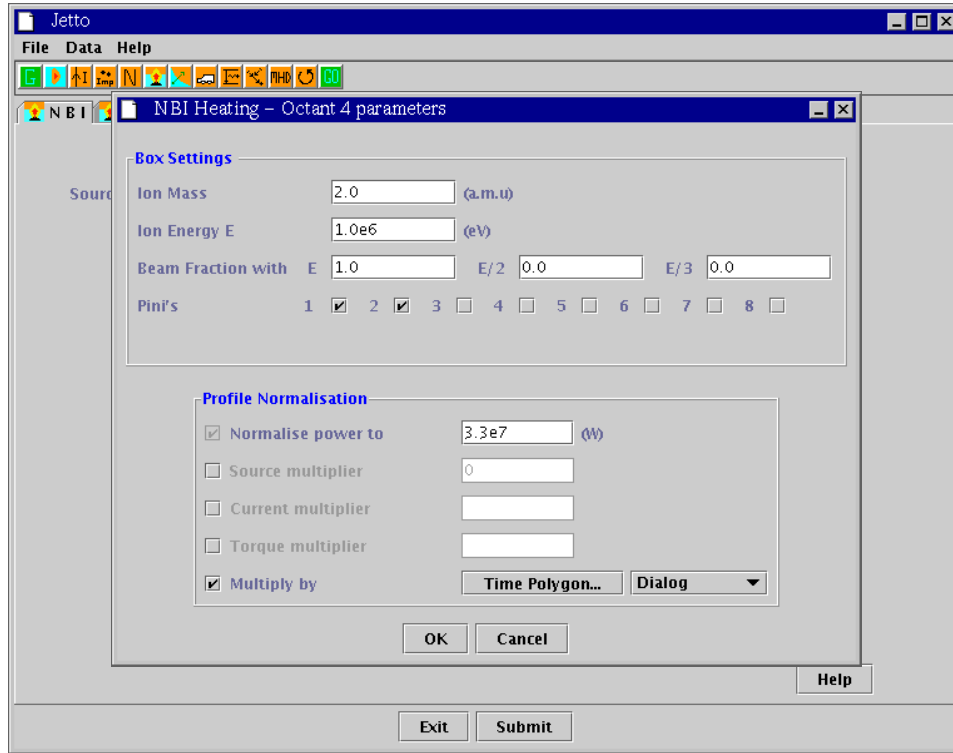 Jetto
File Data Help
G I Imp N MHD GO
N B I
NBI Heating – Octant 4 parameters
Box Settings
Sourc
Ion Mass 2.0 (a.m.u)
Ion Energy E 1.0e6 (eV)
Beam Fraction with E 1.0 E/2 0.0 E/3 0.0
Pini's 1 2 3 4 5 6 7 8
Profile Normalisation
Normalise power to 3.3e7 (W)
Source multiplier 0
Current multiplier
Torque multiplier
Multiply by Time Polygon... Dialog
OK Cancel
Help
Exit Submit